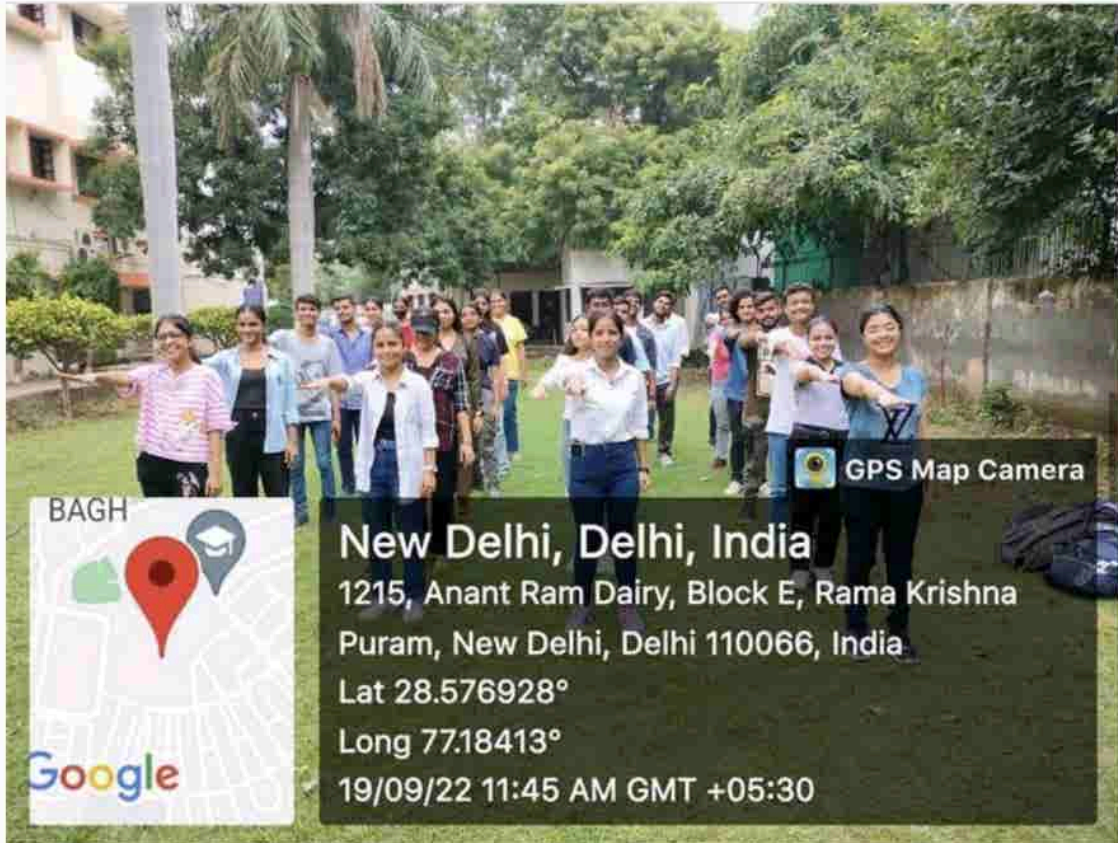 GPS Map Camera
BAGH
New Delhi, Delhi, India
1215, Anant Ram Dairy, Block E, Rama Krishna
Puram, New Delhi, Delhi 110066, India
Lat 28.576928°
Long 77.18413°
19/09/22 11:45 AM GMT +05:30
Google
LV